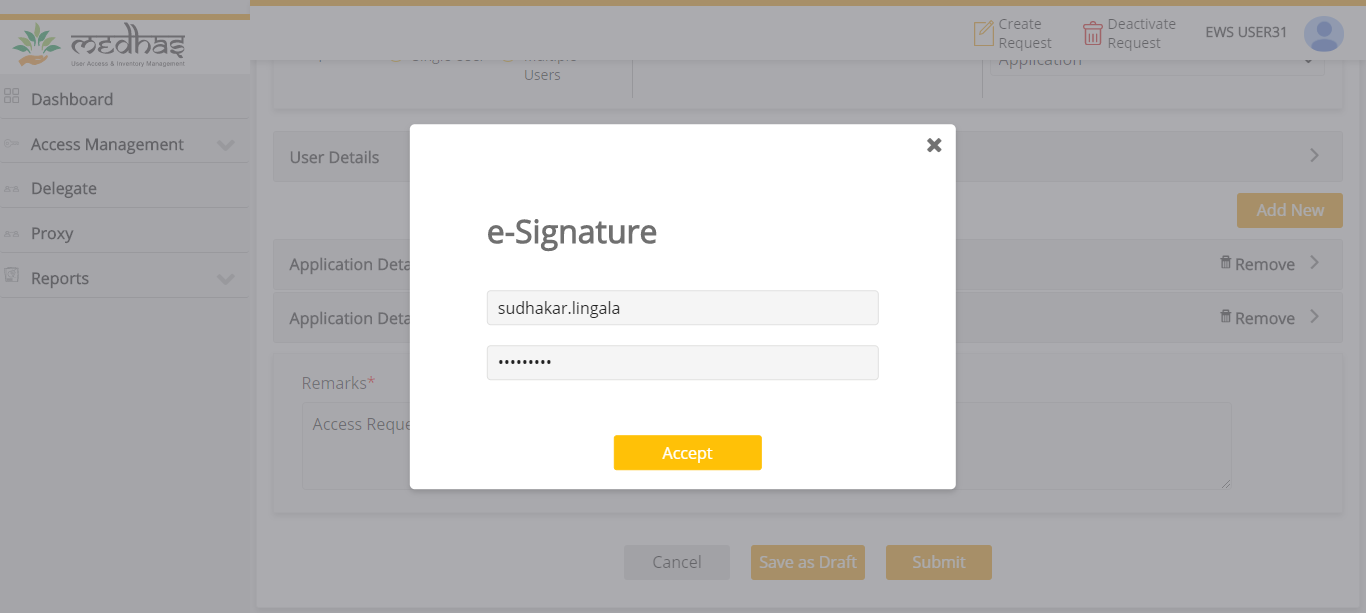 medhas
User Access & Inventory Management
Create
Request
Deactivate
Request
EWS USER31
Dashboard
Access Management
Delegate
Proxy
Reports
Single User
Multiple
Users
Application
User Details
Add New
Application Deta
Remove
Application Deta
Remove
Remarks*
Access Reque
e-Signature
sudhakar.lingala
•••••••••
Accept
Cancel
Save as Draft
Submit